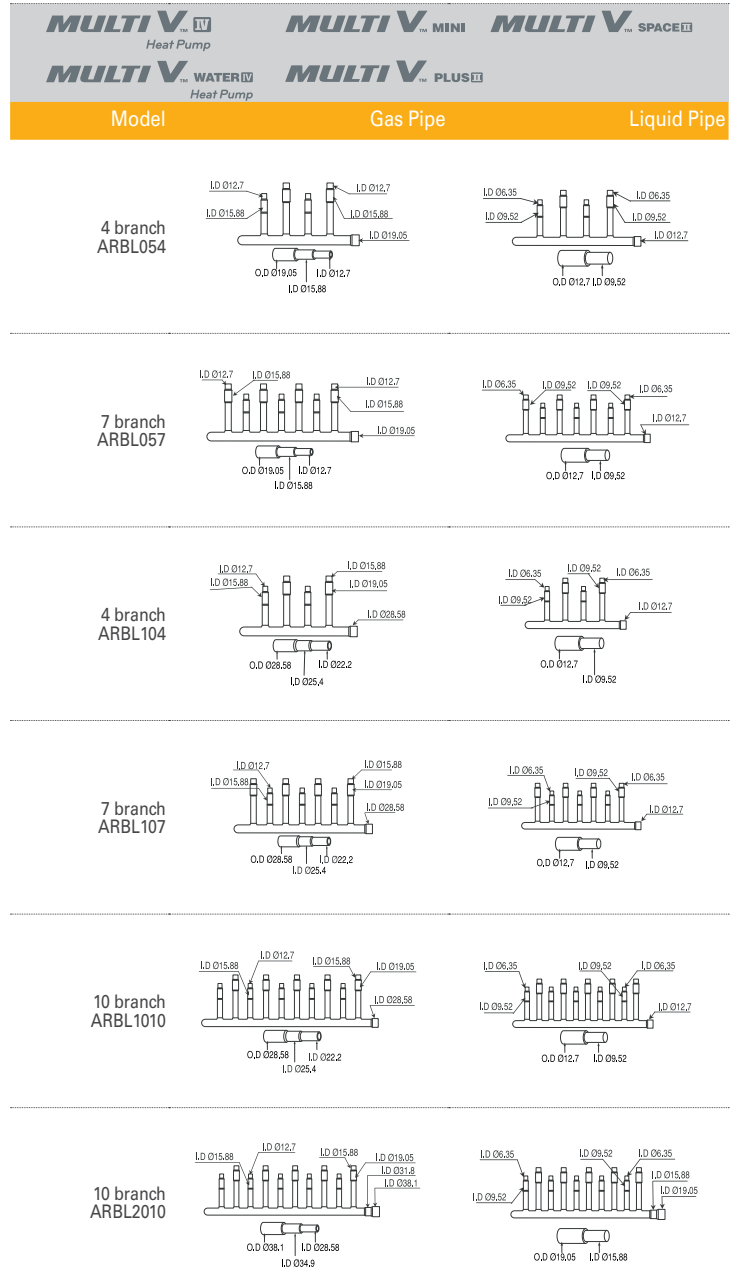 MULTI V™ IV MULTI V™ MINI MULTI V™ SPACE II
Heat Pump
MULTI V™ WATER IV MULTI V™ PLUS II
Heat Pump
Model Gas Pipe Liquid Pipe
I.D Ø12.7 I.D Ø12.7 I.D Ø6.35 I.D Ø6.35
I.D Ø15.88 I.D Ø15.88 I.D Ø9.52 I.D Ø9.52
4 branch
ARBL054
I.D Ø19.05 I.D Ø12.7
O.D Ø19.05 I.D Ø12.7 O.D Ø12.7 I.D Ø9.52
I.D Ø15.88
I.D Ø12.7 I.D Ø15.88 I.D Ø12.7 I.D Ø6.35 I.D Ø9.52 I.D Ø9.52 I.D Ø6.35
I.D Ø15.88
7 branch
ARBL057
I.D Ø19.05 I.D Ø12.7
O.D Ø19.05 I.D Ø12.7 O.D Ø12.7 I.D Ø9.52
I.D Ø15.88
I.D Ø12.7 I.D Ø15.88 I.D Ø6.35 I.D Ø9.52 I.D Ø6.35
I.D Ø15.88 I.D Ø19.05 I.D Ø9.52
4 branch
ARBL104
I.D Ø28.58 I.D Ø12.7
O.D Ø28.58 I.D Ø22.2 O.D Ø12.7
I.D Ø25.4 I.D Ø9.52
I.D Ø12.7 I.D Ø15.88 I.D Ø6.35 I.D Ø9.52 I.D Ø6.35
I.D Ø15.88 I.D Ø19.05 I.D Ø9.52
7 branch
ARBL107
I.D Ø28.58 I.D Ø12.7
O.D Ø28.58 I.D Ø22.2 O.D Ø12.7 I.D Ø9.52
I.D Ø25.4
I.D Ø15.88 I.D Ø12.7 I.D Ø15.88 I.D Ø19.05 I.D Ø6.35 I.D Ø9.52 I.D Ø6.35
10 branch
ARBL1010
I.D Ø28.58 I.D Ø9.52 I.D Ø12.7
O.D Ø28.58 I.D Ø22.2 O.D Ø12.7 I.D Ø9.52
I.D Ø25.4
I.D Ø15.88 I.D Ø12.7 I.D Ø15.88 I.D Ø19.05 I.D Ø6.35 I.D Ø9.52 I.D Ø6.35
10 branch
ARBL2010
I.D Ø31.8 I.D Ø15.88
I.D Ø38.1 I.D Ø9.52 I.D Ø19.05
O.D Ø38.1 I.D Ø28.58 O.D Ø19.05 I.D Ø15.88
I.D Ø34.9